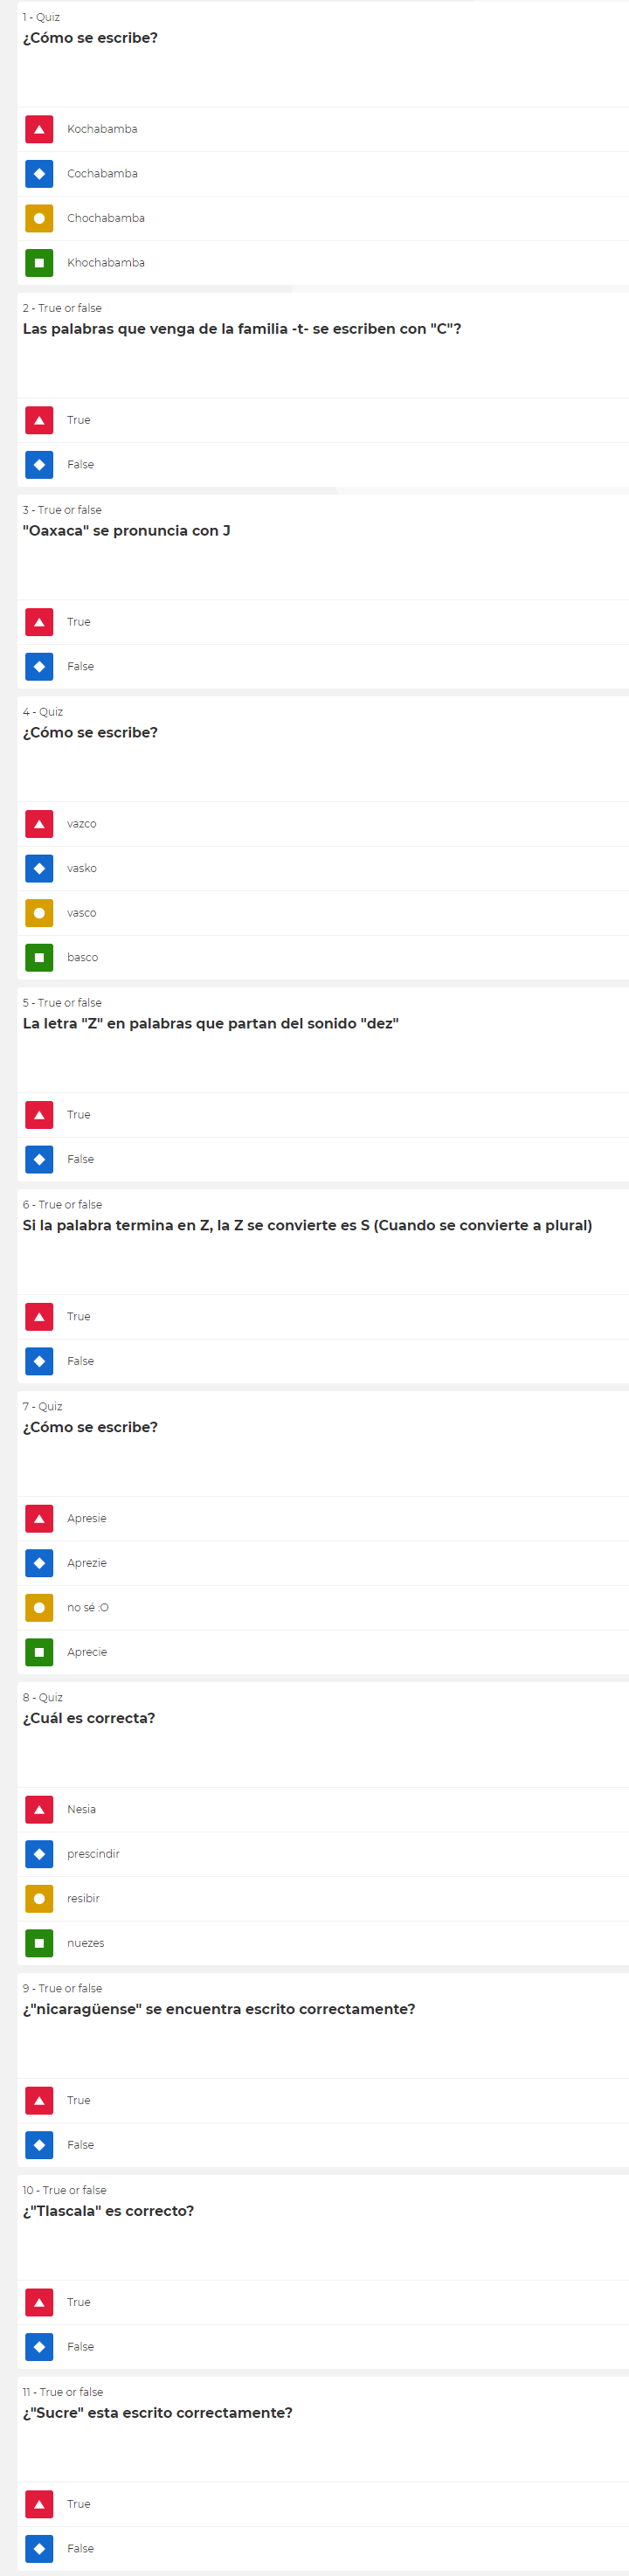 1 - Quiz
¿Cómo se escribe?
Kochabamba
Cochabamba
Chochabamba
Khochabamba
2 - True or false
Las palabras que venga de la familia -t- se escriben con "C"?
True
False
3 - True or false
"Oaxaca" se pronuncia con J
True
False
4 - Quiz
¿Cómo se escribe?
vazco
vasko
vasco
basco
5 - True or false
La letra "Z" en palabras que partan del sonido "dez"
True
False
6 - True or false
Si la palabra termina en Z, la Z se convierte es S (Cuando se convierte a plural)
True
False
7 - Quiz
¿Cómo se escribe?
Apresie
Aprezie
no sé :O
Aprecie
8 - Quiz
¿Cuál es correcta?
Nesia
prescindir
resibir
nuezes
9 - True or false
¿"nicaragüense" se encuentra escrito correctamente?
True
False
10 - True or false
¿"Tlascala" es correcto?
True
False
11 - True or false
¿"Sucre" esta escrito correctamente?
True
False